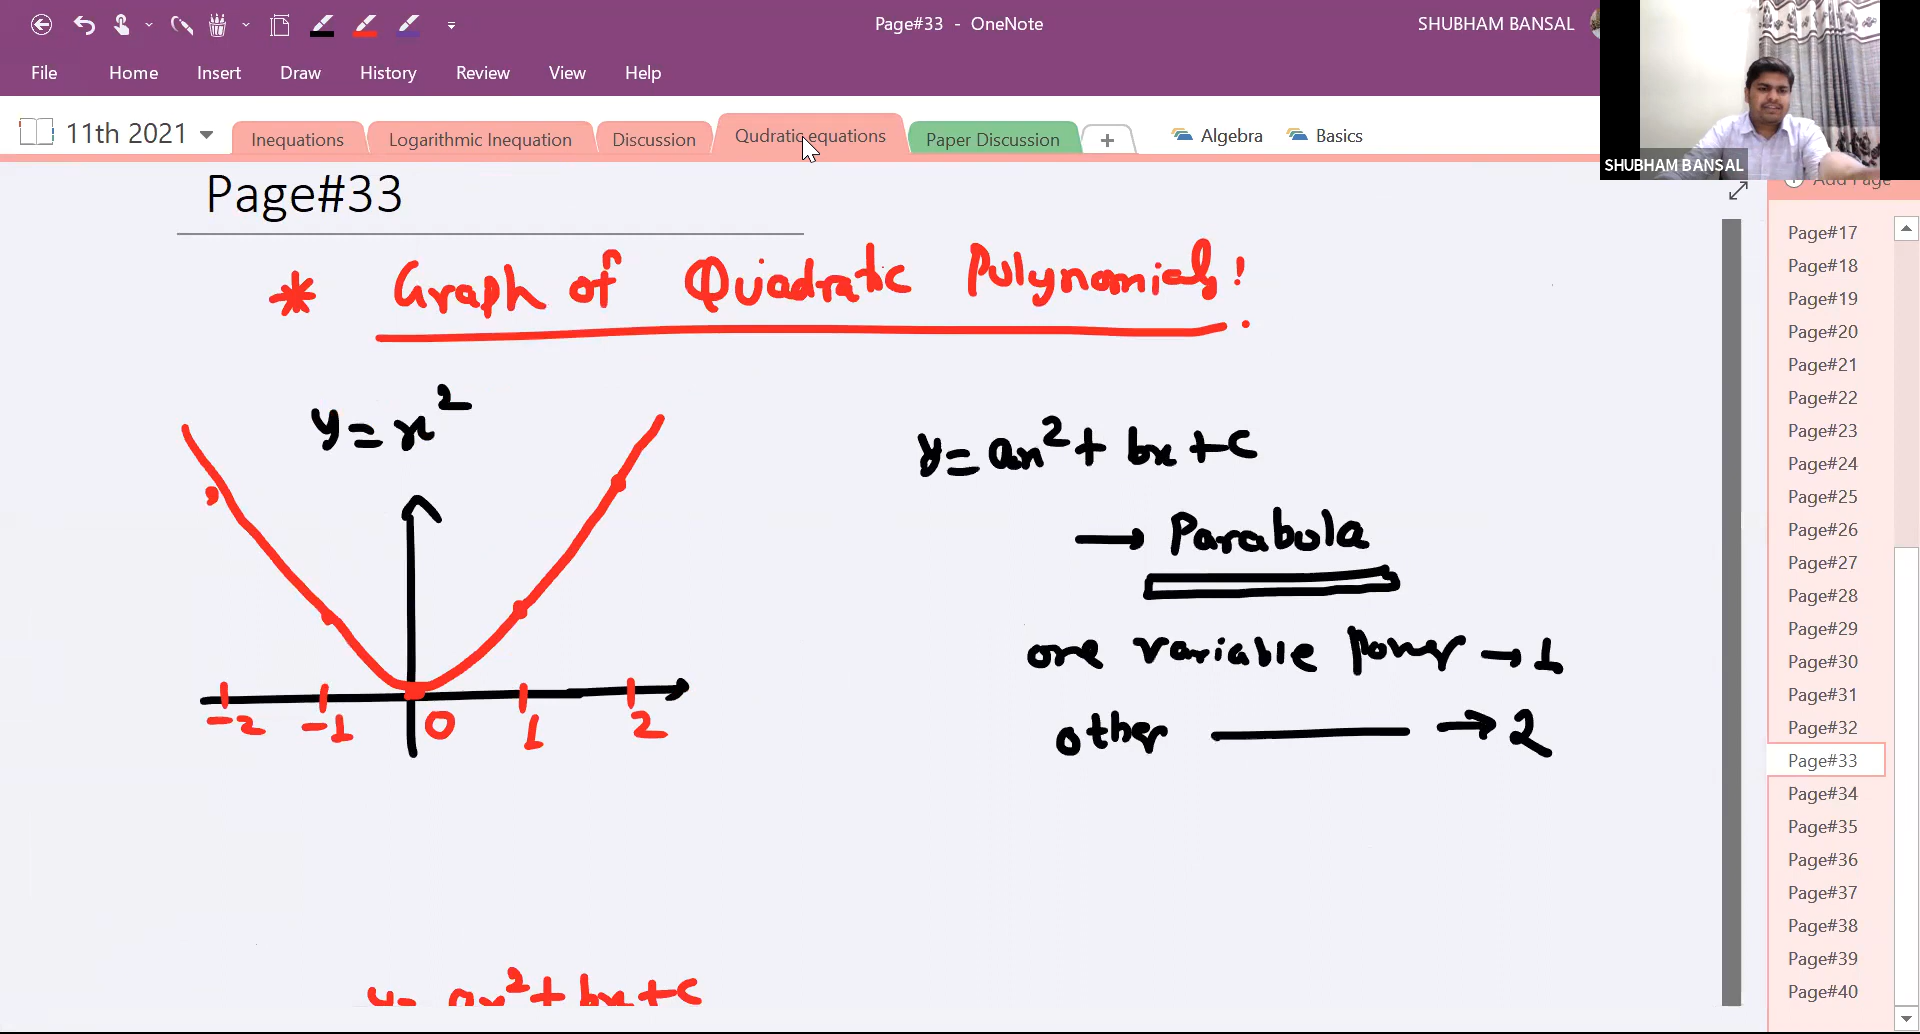 Page#33 - OneNote
SHUBHAM BANSAL
File Home Insert Draw History Review View Help
11th 2021
Inequations
Logarithmic Inequation
Discussion
Qudratic equations
Paper Discussion
+
Algebra
Basics
SHUBHAM BANSAL
Add Page
Page#33
* Graph of Quadratic Polynomials:
y = x²
-2 -1 0 1 2
y = ax² + bx + c
→ Parabola
one variable power → 1
other ——— → 2
y = ax² + bx + c
Page#17
Page#18
Page#19
Page#20
Page#21
Page#22
Page#23
Page#24
Page#25
Page#26
Page#27
Page#28
Page#29
Page#30
Page#31
Page#32
Page#33
Page#34
Page#35
Page#36
Page#37
Page#38
Page#39
Page#40